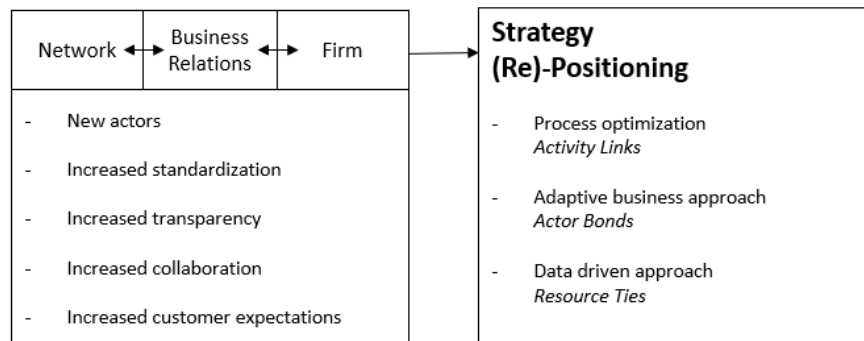 Network
Business
Relations
Firm
- New actors
- Increased standardization
- Increased transparency
- Increased collaboration
- Increased customer expectations
Strategy
(Re)-Positioning
- Process optimization
Activity Links
- Adaptive business approach
Actor Bonds
- Data driven approach
Resource Ties